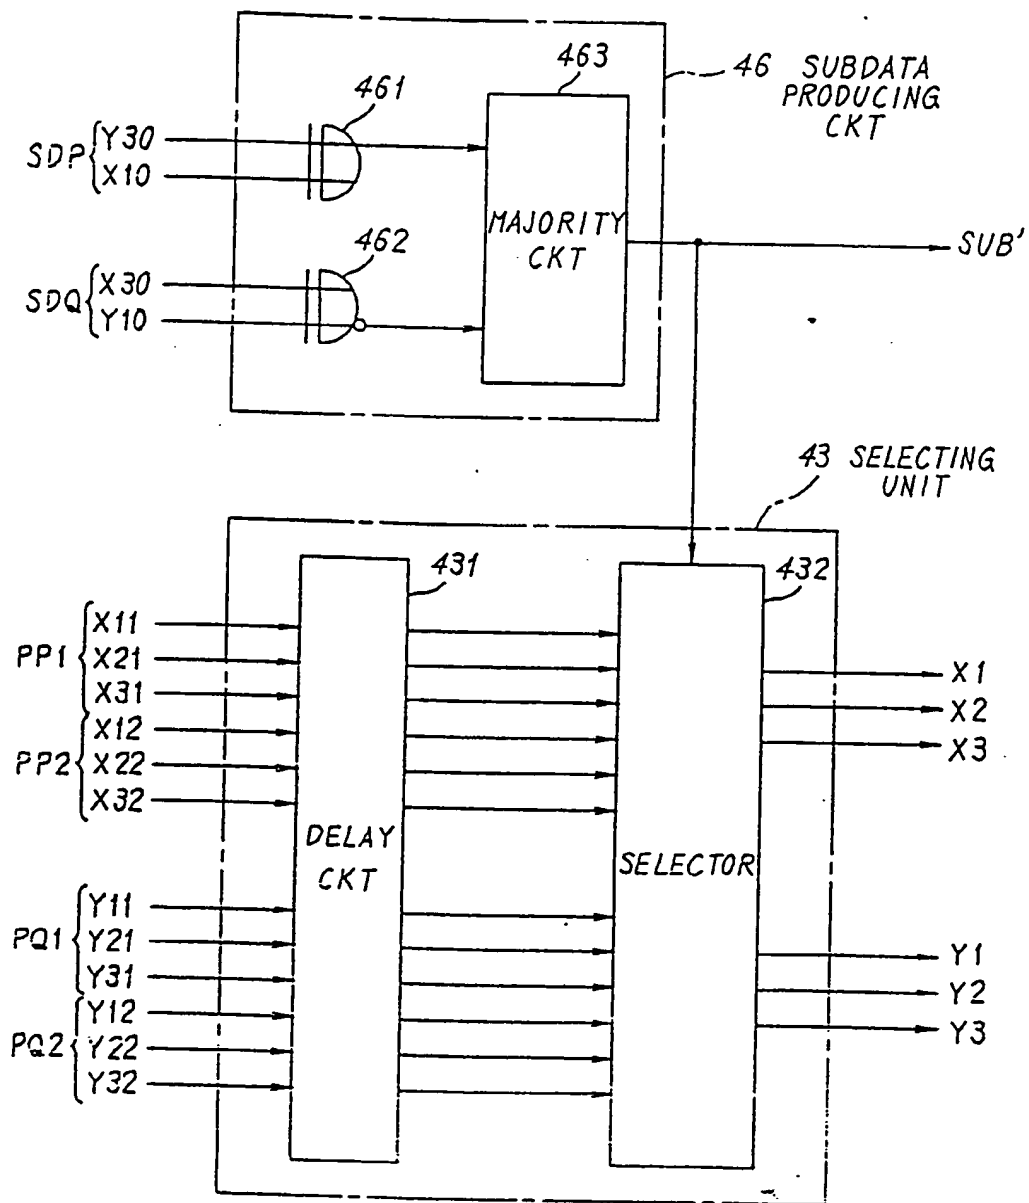 46 SUBDATA
PRODUCING
CKT
461
463
SDP
Y30
X10
MAJORITY
CKT
SUB'
462
SDQ
X30
Y10
43 SELECTING
UNIT
431
432
PP1
X11
X21
X31
PP2
X12
X22
X32
X1
X2
X3
DELAY
CKT
SELECTOR
PQ1
Y11
Y21
Y31
PQ2
Y12
Y22
Y32
Y1
Y2
Y3